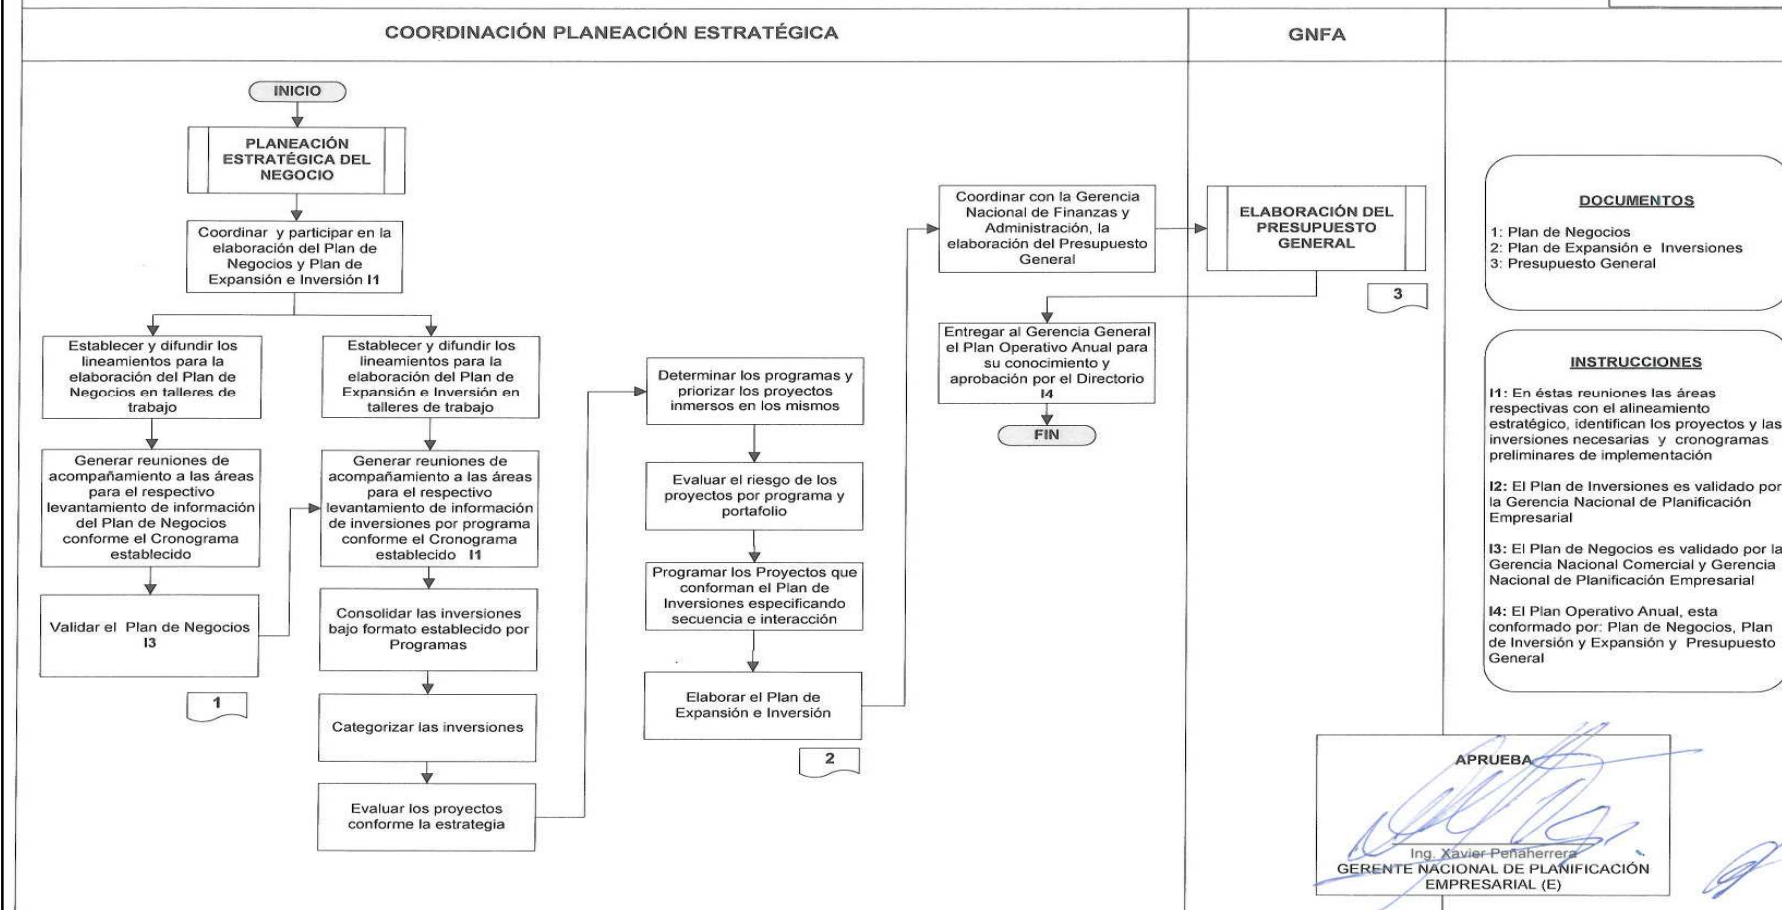 COORDINACIÓN PLANEACIÓN ESTRATÉGICA
GNFA
INICIO
PLANEACIÓN
ESTRATÉGICA DEL
NEGOCIO
Coordinar y participar en la
elaboración del Plan de
Negocios y Plan de
Expansión e Inversión I1
Establecer y difundir los
lineamientos para la
elaboración del Plan de
Negocios en talleres de
trabajo
Generar reuniones de
acompañamiento a las áreas
para el respectivo
levantamiento de información
del Plan de Negocios
conforme el Cronograma
establecido
Validar el Plan de Negocios
I3
1
Establecer y difundir los
lineamientos para la
elaboración del Plan de
Expansión e Inversión en
talleres de trabajo
Generar reuniones de
acompañamiento a las áreas
para el respectivo
levantamiento de información
de inversiones por programa
conforme el Cronograma
establecido I1
Consolidar las inversiones
bajo formato establecido por
Programas
Categorizar las inversiones
Evaluar los proyectos
conforme la estrategia
Determinar los programas y
priorizar los proyectos
inmersos en los mismos
Evaluar el riesgo de los
proyectos por programa y
portafolio
Programar los Proyectos que
conforman el Plan de
Inversiones especificando
secuencia e interacción
Elaborar el Plan de
Expansión e Inversión
2
Coordinar con la Gerencia
Nacional de Finanzas y
Administración, la
elaboración del Presupuesto
General
ELABORACIÓN DEL
PRESUPUESTO
GENERAL
3
Entregar al Gerencia General
el Plan Operativo Anual para
su conocimiento y
aprobación por el Directorio
I4
FIN
DOCUMENTOS
1: Plan de Negocios
2: Plan de Expansión e Inversiones
3: Presupuesto General
INSTRUCCIONES
I1: En éstas reuniones las áreas
respectivas con el alineamiento
estratégico, identifican los proyectos y las
inversiones necesarias y cronogramas
preliminares de implementación
I2: El Plan de Inversiones es validado por
la Gerencia Nacional de Planificación
Empresarial
I3: El Plan de Negocios es validado por la
Gerencia Nacional Comercial y Gerencia
Nacional de Planificación Empresarial
I4: El Plan Operativo Anual, esta
conformado por: Plan de Negocios, Plan
de Inversión y Expansión y Presupuesto
General
APRUEBA
Ing. Xavier Peñaherrera
GERENTE NACIONAL DE PLANIFICACIÓN
EMPRESARIAL (E)